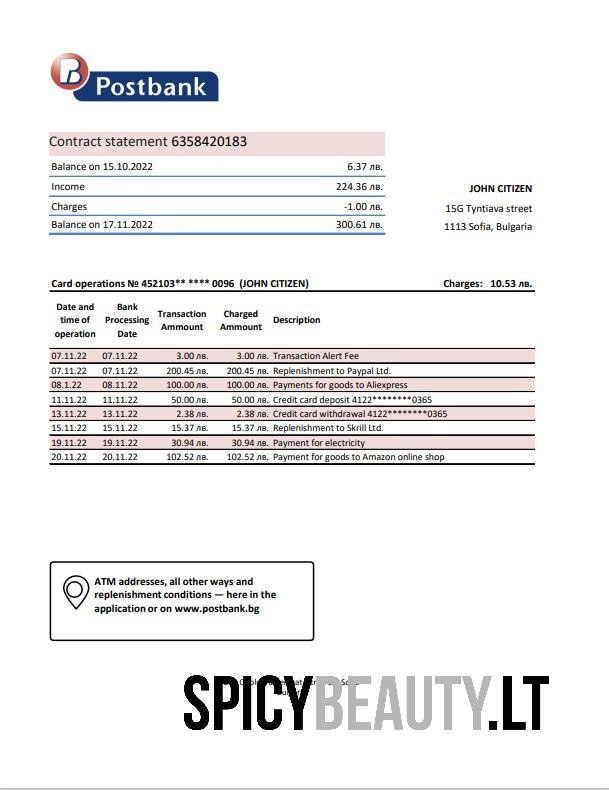 B Postbank
Contract statement 6358420183
Balance on 15.10.2022 6.37 лв.
Income 224.36 лв.
Charges -1.00 лв.
Balance on 17.11.2022 300.61 лв.
JOHN CITIZEN
15G Tyntiava street
1113 Sofia, Bulgaria
Card operations № 452103** **** 0096 (JOHN CITIZEN) Charges: 10.53 лв.
Date and time of operation Bank Processing Date Transaction Ammount Charged Ammount Description
07.11.22 07.11.22 3.00 лв. 3.00 лв. Transaction Alert Fee
07.11.22 07.11.22 200.45 лв. 200.45 лв. Replenishment to Paypal Ltd.
08.1.22 08.11.22 100.00 лв. 100.00 лв. Payments for goods to Aliexpress
11.11.22 11.11.22 50.00 лв. 50.00 лв. Credit card deposit 4122********0365
13.11.22 13.11.22 2.38 лв. 2.38 лв. Credit card withdrawal 4122********0365
15.11.22 15.11.22 15.37 лв. 15.37 лв. Replenishment to Skrill Ltd.
19.11.22 19.11.22 30.94 лв. 30.94 лв. Payment for electricity
20.11.22 20.11.22 102.52 лв. 102.52 лв. Payment for goods to Amazon online shop
ATM addresses, all other ways and
replenishment conditions — here in the
application or on www.postbank.bg
SPICYBEAUTY.LT